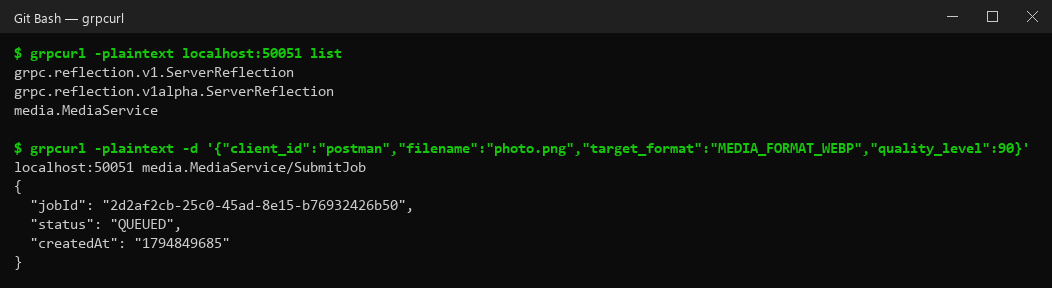 Git Bash — grpcurl
$ grpcurl -plaintext localhost:50051 list
grpc.reflection.v1.ServerReflection
grpc.reflection.v1alpha.ServerReflection
media.MediaService
$ grpcurl -plaintext -d '{"client_id":"postman","filename":"photo.png","target_format":"MEDIA_FORMAT_WEBP","quality_level":90}'
localhost:50051 media.MediaService/SubmitJob
{
  "jobId": "2d2af2cb-25c0-45ad-8e15-b76932426b50",
  "status": "QUEUED",
  "createdAt": "1794849685"
}